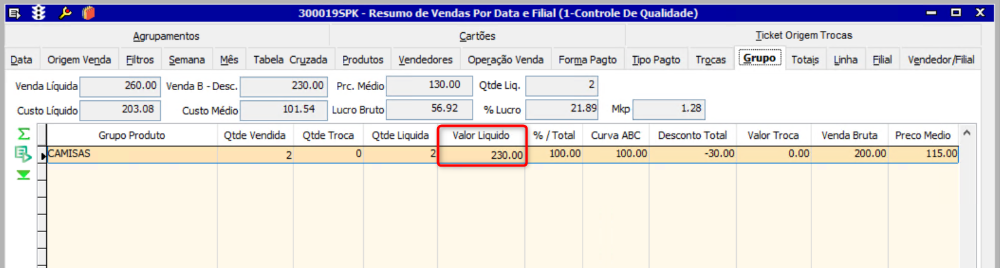 300019SPK - Resumo de Vendas Por Data e Filial (1-Controle De Qualidade)
Agrupamentos Cartões Ticket Origem Trocas
Data Origem Venda Filtros Semana Mês Tabela Cruzada Produtos Vendedores Operação Venda Forma Pagto Tipo Pagto Trocas Grupo Totais Linha Filial Vendedor/Filial
Venda Líquida 260.00 Venda B - Desc. 230.00 Prc. Médio 130.00 Qtde Liq. 2
Custo Líquido 203.08 Custo Médio 101.54 Lucro Bruto 56.92 % Lucro 21.89 Mkp 1.28
Grupo Produto Qtde Vendida Qtde Troca Qtde Liquida Valor Liquido % / Total Curva ABC Desconto Total Valor Troca Venda Bruta Preco Medio
CAMISAS 2 0 2 230.00 100.00 100.00 -30.00 0.00 200.00 115.00